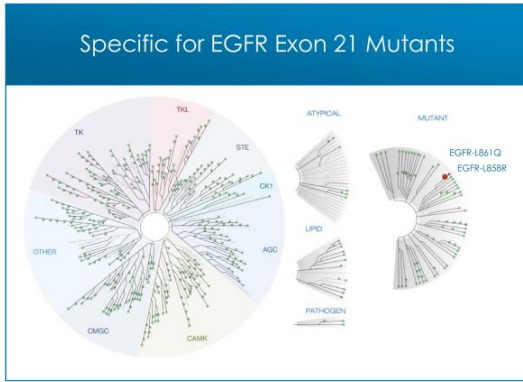 Specific for EGFR Exon 21 Mutants
TK
TKL
STE
CK1
AGC
CAMK
CMGC
OTHER
ATYPICAL
LIPID
PATHOGEN
MUTANT
EGFR-L861Q
EGFR-L858R